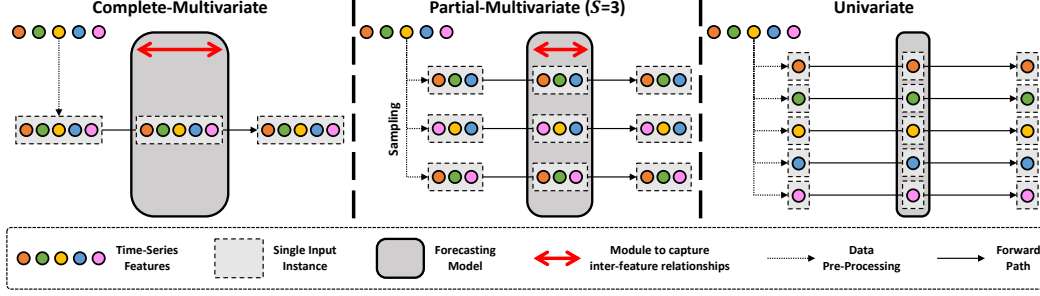 Complete-Multivariate
Partial-Multivariate (S=3)
Univariate
Sampling
Time-Series
Features
Single Input
Instance
Forecasting
Model
Module to capture
inter-feature relationships
Data
Pre-Processing
Forward
Path